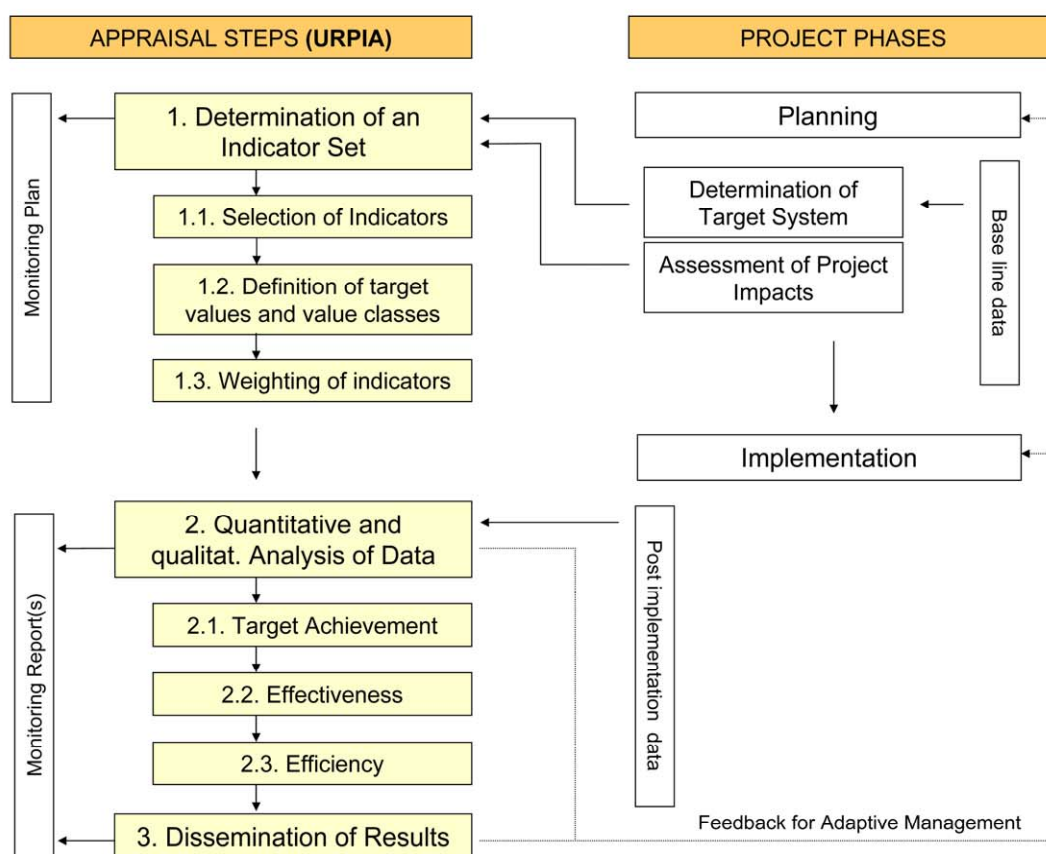 APPRAISAL STEPS (URPIA)
PROJECT PHASES
Monitoring Plan
1. Determination of an
Indicator Set
1.1. Selection of Indicators
1.2. Definition of target
values and value classes
1.3. Weighting of indicators
Planning
Determination of
Target System
Assessment of Project
Impacts
Base line data
Implementation
Monitoring Report(s)
2. Quantitative and
qualitat. Analysis of Data
2.1. Target Achievement
2.2. Effectiveness
2.3. Efficiency
3. Dissemination of Results
Post implementation data
Feedback for Adaptive Management